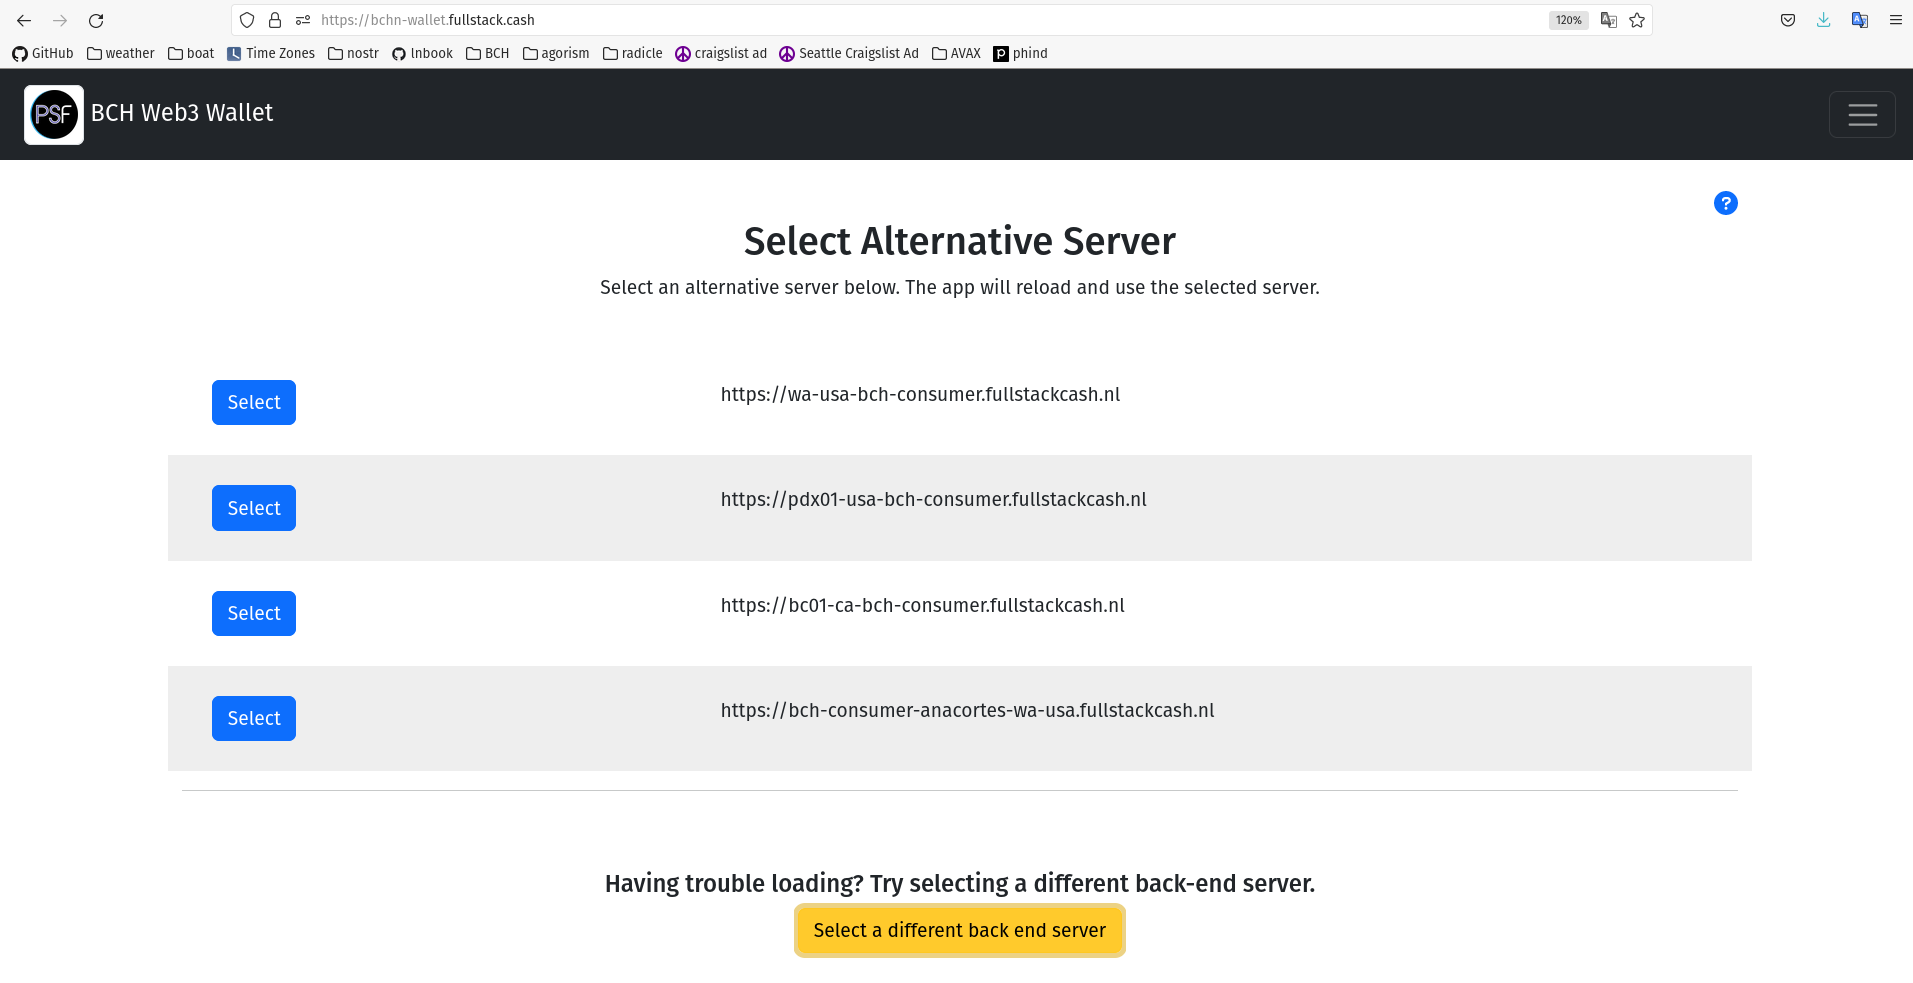 https://bchn-wallet.fullstack.cash 120%
GitHub weather boat Time Zones nostr lnbook BCH agorism radicle craigslist ad Seattle Craigslist Ad AVAX phind
PSF BCH Web3 Wallet
?
Select Alternative Server
Select an alternative server below. The app will reload and use the selected server.
Select https://wa-usa-bch-consumer.fullstackcash.nl
Select https://pdx01-usa-bch-consumer.fullstackcash.nl
Select https://bc01-ca-bch-consumer.fullstackcash.nl
Select https://bch-consumer-anacortes-wa-usa.fullstackcash.nl
Having trouble loading? Try selecting a different back-end server.
Select a different back end server